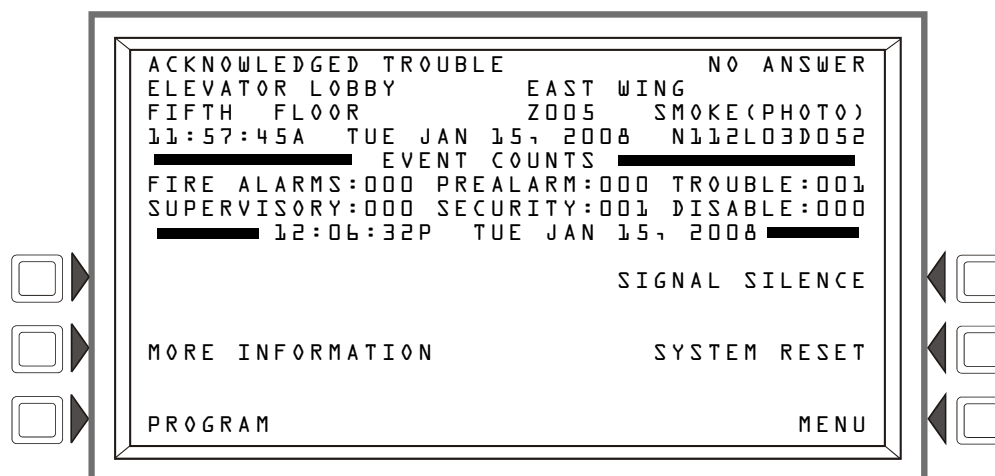 ACKNOWLEDGED TROUBLE NO ANSWER
ELEVATOR LOBBY EAST WING
FIFTH FLOOR Z005 SMOKE(PHOTO)
11:57:45A TUE JAN 15, 2008 N112L03D052
EVENT COUNTS
FIRE ALARMS:000 PREALARM:000 TROUBLE:001
SUPERVISORY:000 SECURITY:001 DISABLE:000
12:06:32P TUE JAN 15, 2008
SIGNAL SILENCE
MORE INFORMATION SYSTEM RESET
PROGRAM MENU